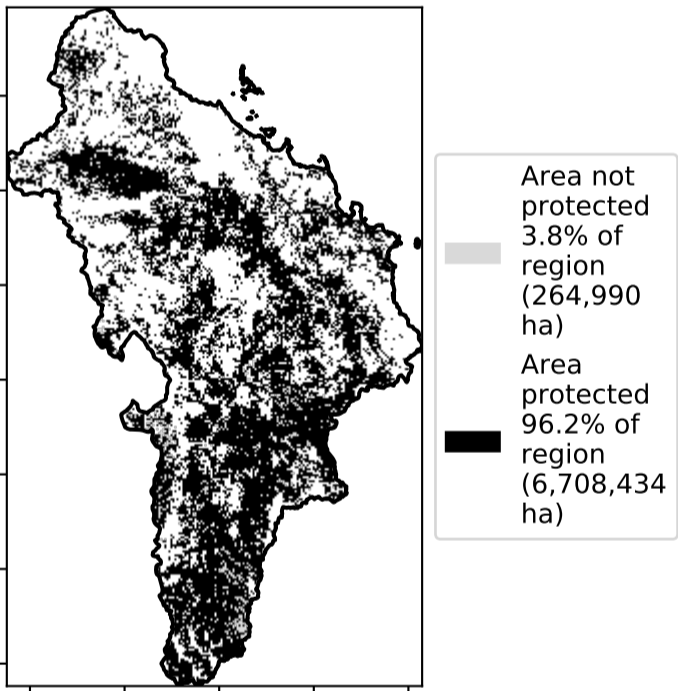 Area not
protected
3.8% of
region
(264,990
ha)
Area
protected
96.2% of
region
(6,708,434
ha)